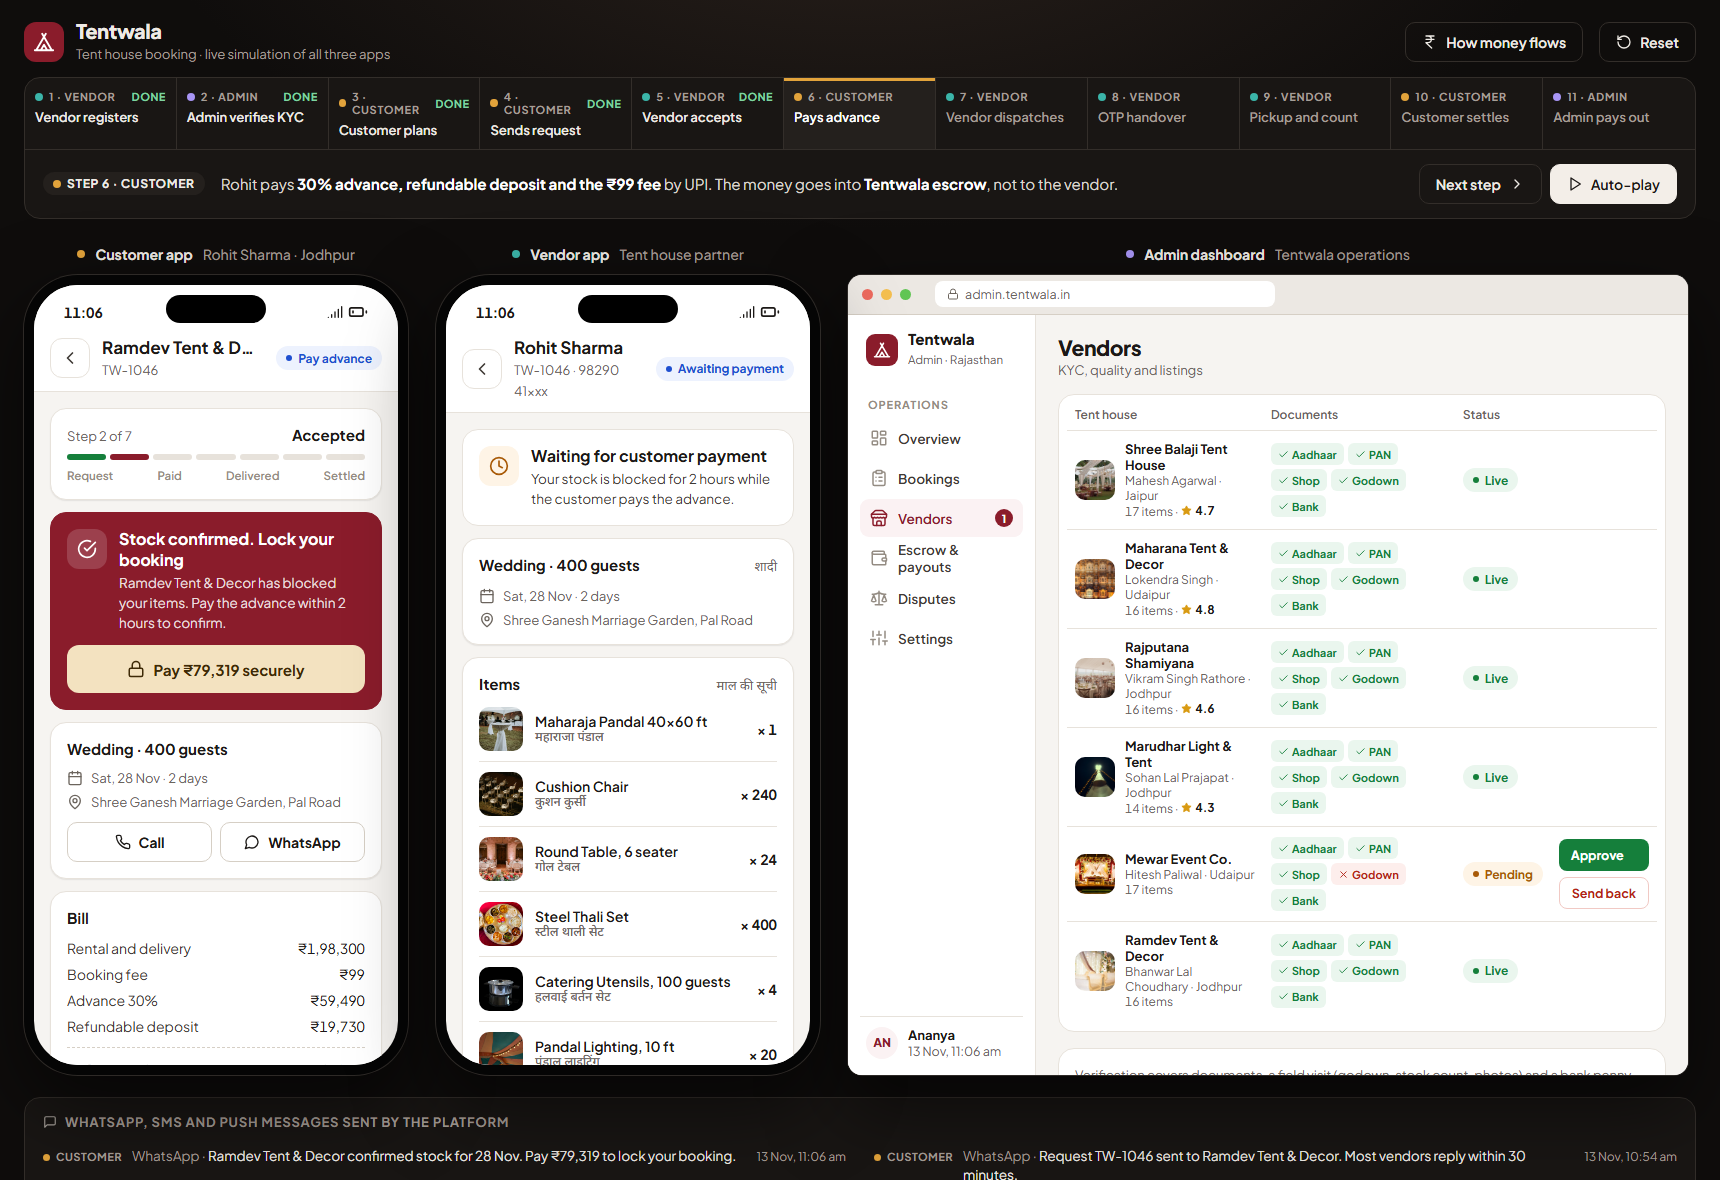 Tentwala
Tent house booking · live simulation of all three apps
How money flows
Reset
1 · VENDOR DONE
Vendor registers
2 · ADMIN DONE
Admin verifies KYC
3 · CUSTOMER DONE
Customer plans
4 · CUSTOMER DONE
Sends request
5 · VENDOR DONE
Vendor accepts
6 · CUSTOMER
Pays advance
7 · VENDOR
Vendor dispatches
8 · VENDOR
OTP handover
9 · VENDOR
Pickup and count
10 · CUSTOMER
Customer settles
11 · ADMIN
Admin pays out
STEP 6 · CUSTOMER
Rohit pays 30% advance, refundable deposit and the ₹99 fee by UPI. The money goes into Tentwala escrow, not to the vendor.
Next step
Auto-play
Customer app Rohit Sharma · Jodhpur
11:06
Ramdev Tent & D...
TW-1046
Pay advance
Step 2 of 7
Accepted
Request Paid Delivered Settled
Stock confirmed. Lock your
booking
Ramdev Tent & Decor has blocked
your items. Pay the advance within 2
hours to confirm.
Pay ₹79,319 securely
Wedding · 400 guests
Sat, 28 Nov · 2 days
Shree Ganesh Marriage Garden, Pal Road
Call
WhatsApp
Bill
Rental and delivery ₹1,98,300
Booking fee ₹99
Advance 30% ₹59,490
Refundable deposit ₹19,730
Vendor app Tent house partner
11:06
Rohit Sharma
TW-1046 · 98290
41×xx
Awaiting payment
Waiting for customer payment
Your stock is blocked for 2 hours while
the customer pays the advance.
Wedding · 400 guests शादी
Sat, 28 Nov · 2 days
Shree Ganesh Marriage Garden, Pal Road
Items माल की सूची
Maharaja Pandal 40×60 ft × 1
महाराजा पंडाल
Cushion Chair × 240
कुशन कुर्सी
Round Table, 6 seater × 24
गोल टेबल
Steel Thali Set × 400
स्टील थाली सेट
Catering Utensils, 100 guests × 4
हलवाई बर्तन सेट
Pandal Lighting, 10 ft × 20
पंडाल लाइटिंग
Admin dashboard Tentwala operations
admin.tentwala.in
Tentwala
Admin · Rajasthan
OPERATIONS
Overview
Bookings
Vendors 1
Escrow &
payouts
Disputes
Settings
AN
Ananya
13 Nov, 11:06 am
Vendors
KYC, quality and listings
Tent house Documents Status
Shree Balaji Tent
House
Mahesh Agarwal ·
Jaipur
17 items · 4.7
Aadhaar PAN
Shop Godown
Bank
Live
Maharana Tent &
Decor
Lokendra Singh ·
Udaipur
16 items · 4.8
Aadhaar PAN
Shop Godown
Bank
Live
Rajputana
Shamiyana
Vikram Singh Rathore ·
Jodhpur
16 items · 4.6
Aadhaar PAN
Shop Godown
Bank
Live
Marudhar Light &
Tent
Sohan Lal Prajapat ·
Jodhpur
14 items · 4.3
Aadhaar PAN
Shop Godown
Bank
Live
Mewar Event Co.
Hitesh Paliwal · Udaipur
17 items
Aadhaar PAN
Shop Godown
Bank
Pending
Approve
Send back
Ramdev Tent &
Decor
Bhanwar Lal
Choudhary · Jodhpur
16 items
Aadhaar PAN
Shop Godown
Bank
Live
Verification covers documents, a field visit (godown, stock count, photos) and a bank penny
WHATSAPP, SMS AND PUSH MESSAGES SENT BY THE PLATFORM
CUSTOMER WhatsApp · Ramdev Tent & Decor confirmed stock for 28 Nov. Pay ₹79,319 to lock your booking. 13 Nov, 11:06 am
CUSTOMER WhatsApp · Request TW-1046 sent to Ramdev Tent & Decor. Most vendors reply within 30 13 Nov, 10:54 am
minutes.